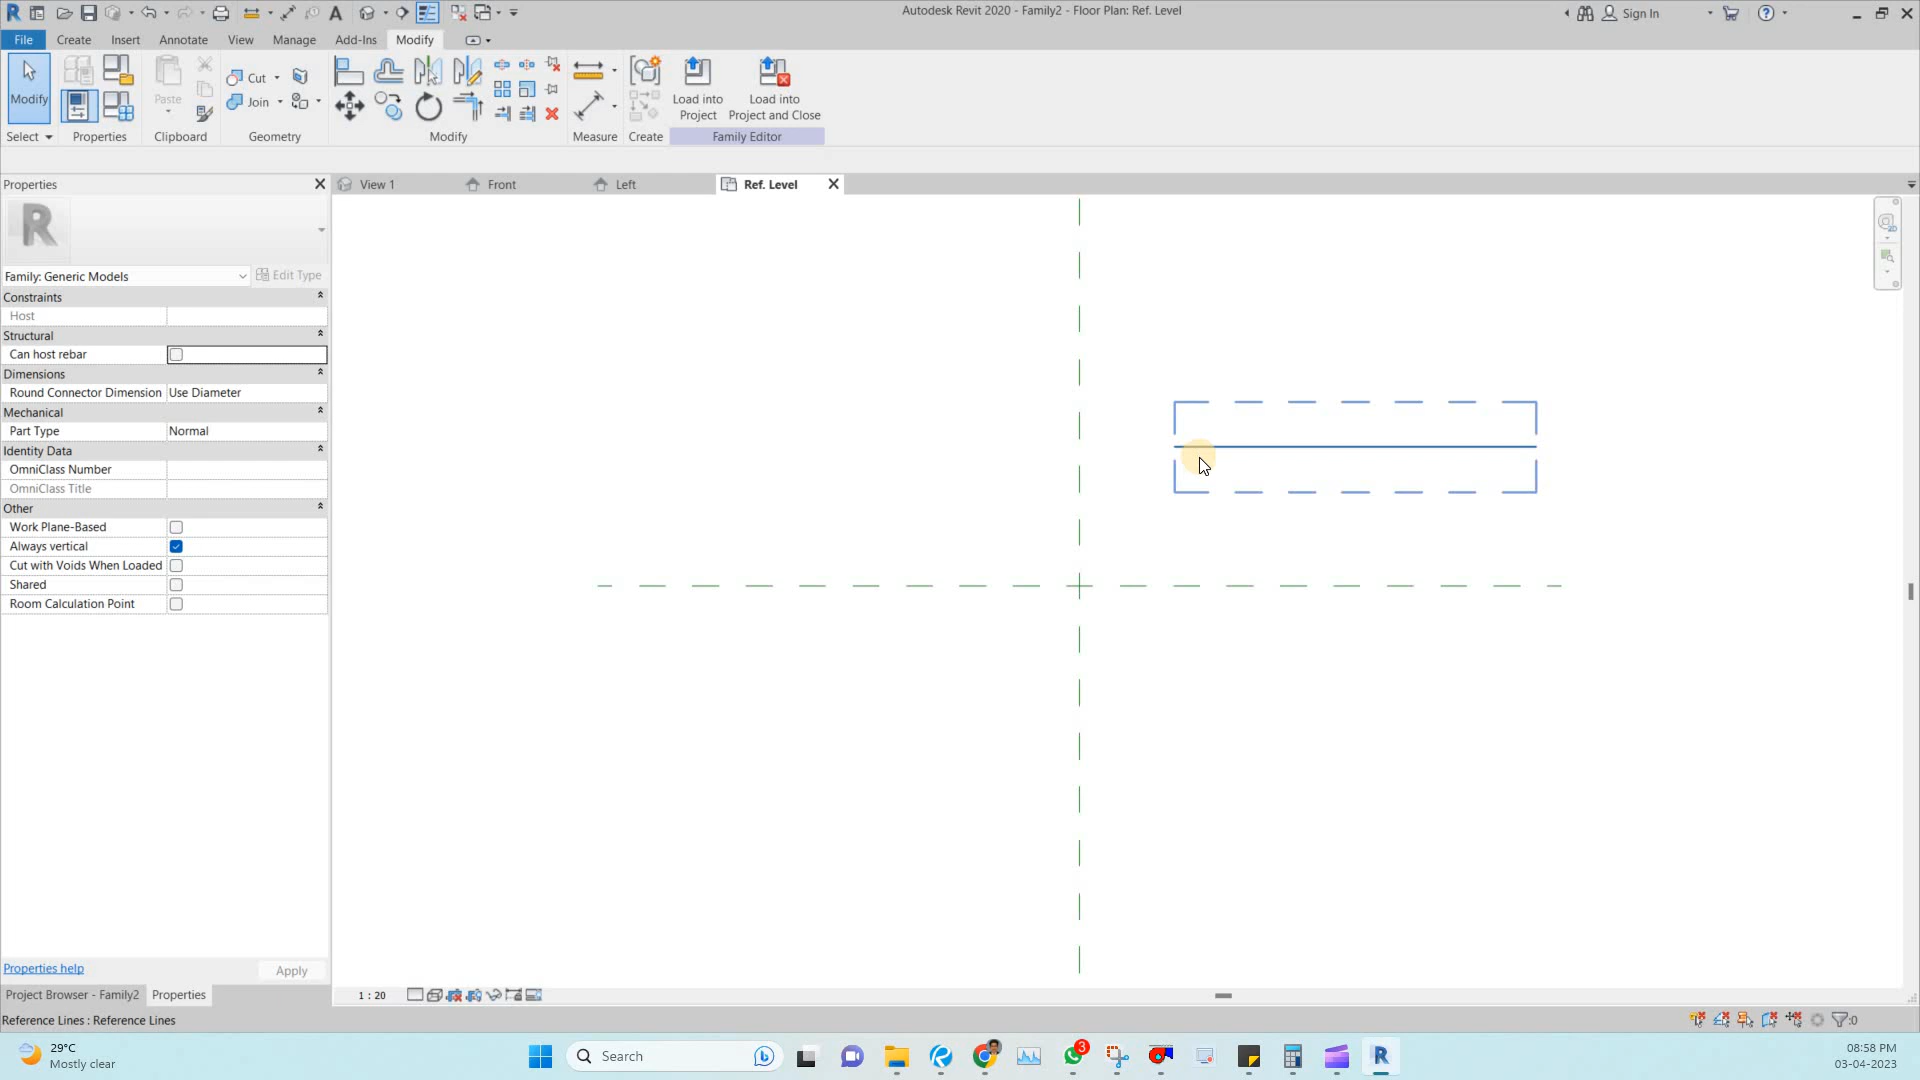 Autodesk Revit 2020 - Family2 - Floor Plan: Ref. Level
Sign In
File Create Insert Annotate View Manage Add-Ins Modify
Modify
Paste
Cut
Join
Load into Project
Load into Project and Close
Select Properties Clipboard Geometry Modify Measure Create Family Editor
Properties
View 1 Front Left Ref. Level
R
Family: Generic Models Edit Type
Constraints
Host
Structural
Can host rebar
Dimensions
Round Connector Dimension Use Diameter
Mechanical
Part Type Normal
Identity Data
OmniClass Number
OmniClass Title
Other
Work Plane-Based
Always vertical
Cut with Voids When Loaded
Shared
Room Calculation Point
Properties help Apply
Project Browser - Family2 Properties
1 : 20
Reference Lines : Reference Lines
:0
29°C
Mostly clear
Search
3
08:58 PM
03-04-2023